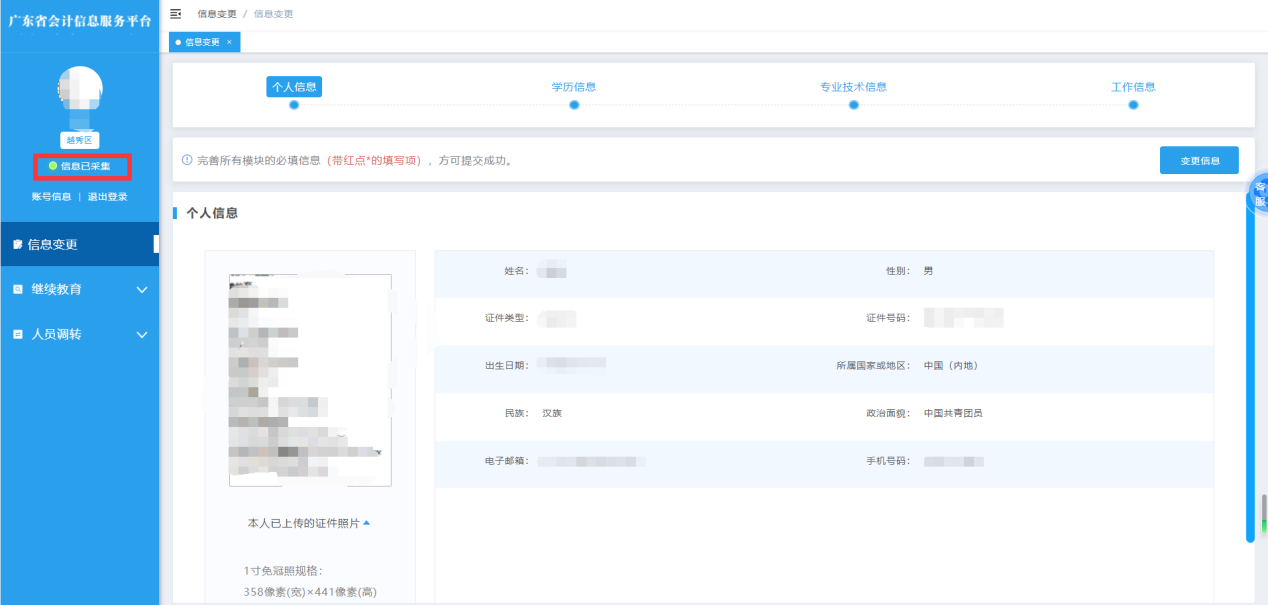 广东省会计信息服务平台
信息变更 / 信息变更
信息变更 ×
越秀区
信息已采集
账号信息 | 退出登录
信息变更
继续教育
人员调转
个人信息 学历信息 专业技术信息 工作信息
完善所有模块的必填信息（带红点*的填写项），方可提交成功。
变更信息
客服
个人信息
本人已上传的证件照片
1寸免冠照规格：
358像素(宽)×441像素(高)
姓名： 性别： 男
证件类型： 证件号码：
出生日期： 所属国家或地区： 中国（内地）
民族： 汉族 政治面貌： 中国共青团员
电子邮箱： 手机号码：